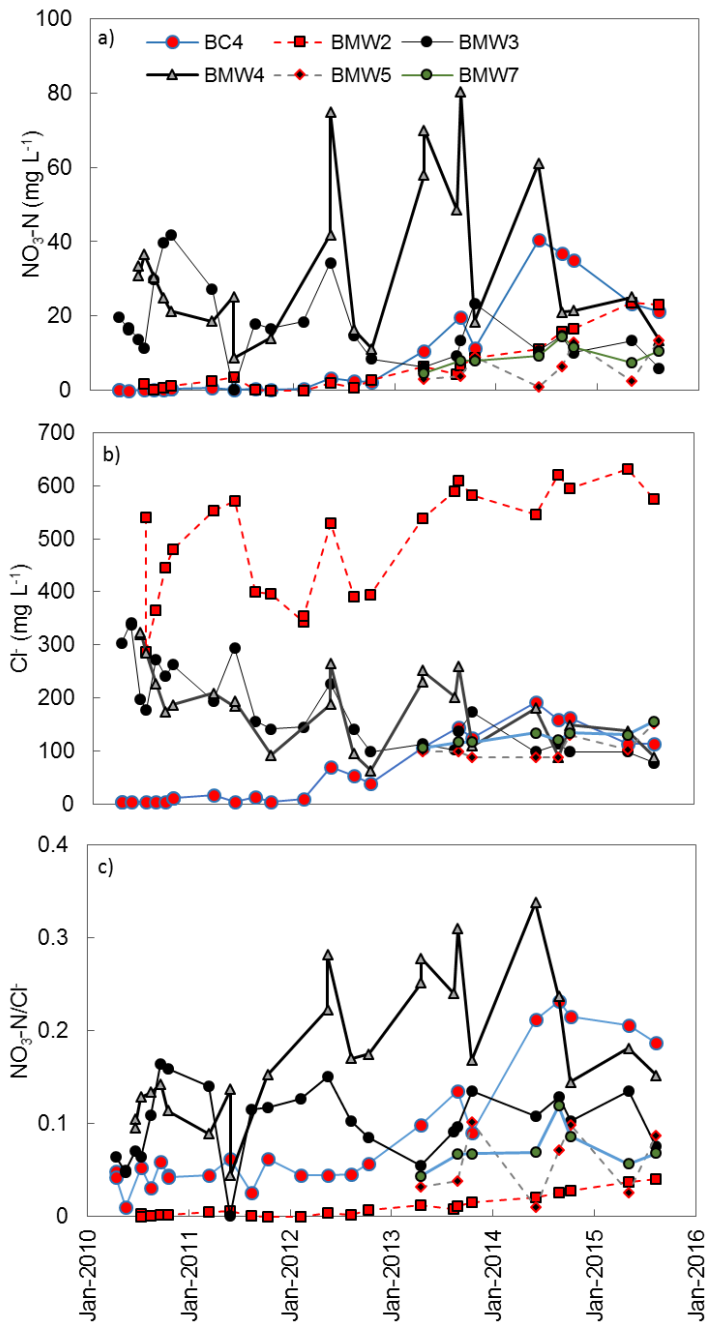 a)
BC4 BMW2 BMW3
BMW4 BMW5 BMW7
NO₃-N (mg L⁻¹)
100
80
60
40
20
0
b)
Cl⁻ (mg L⁻¹)
700
600
500
400
300
200
100
0
c)
NO₃-N/Cl⁻
0.4
0.3
0.2
0.1
0
Jan-2010
Jan-2011
Jan-2012
Jan-2013
Jan-2014
Jan-2015
Jan-2016